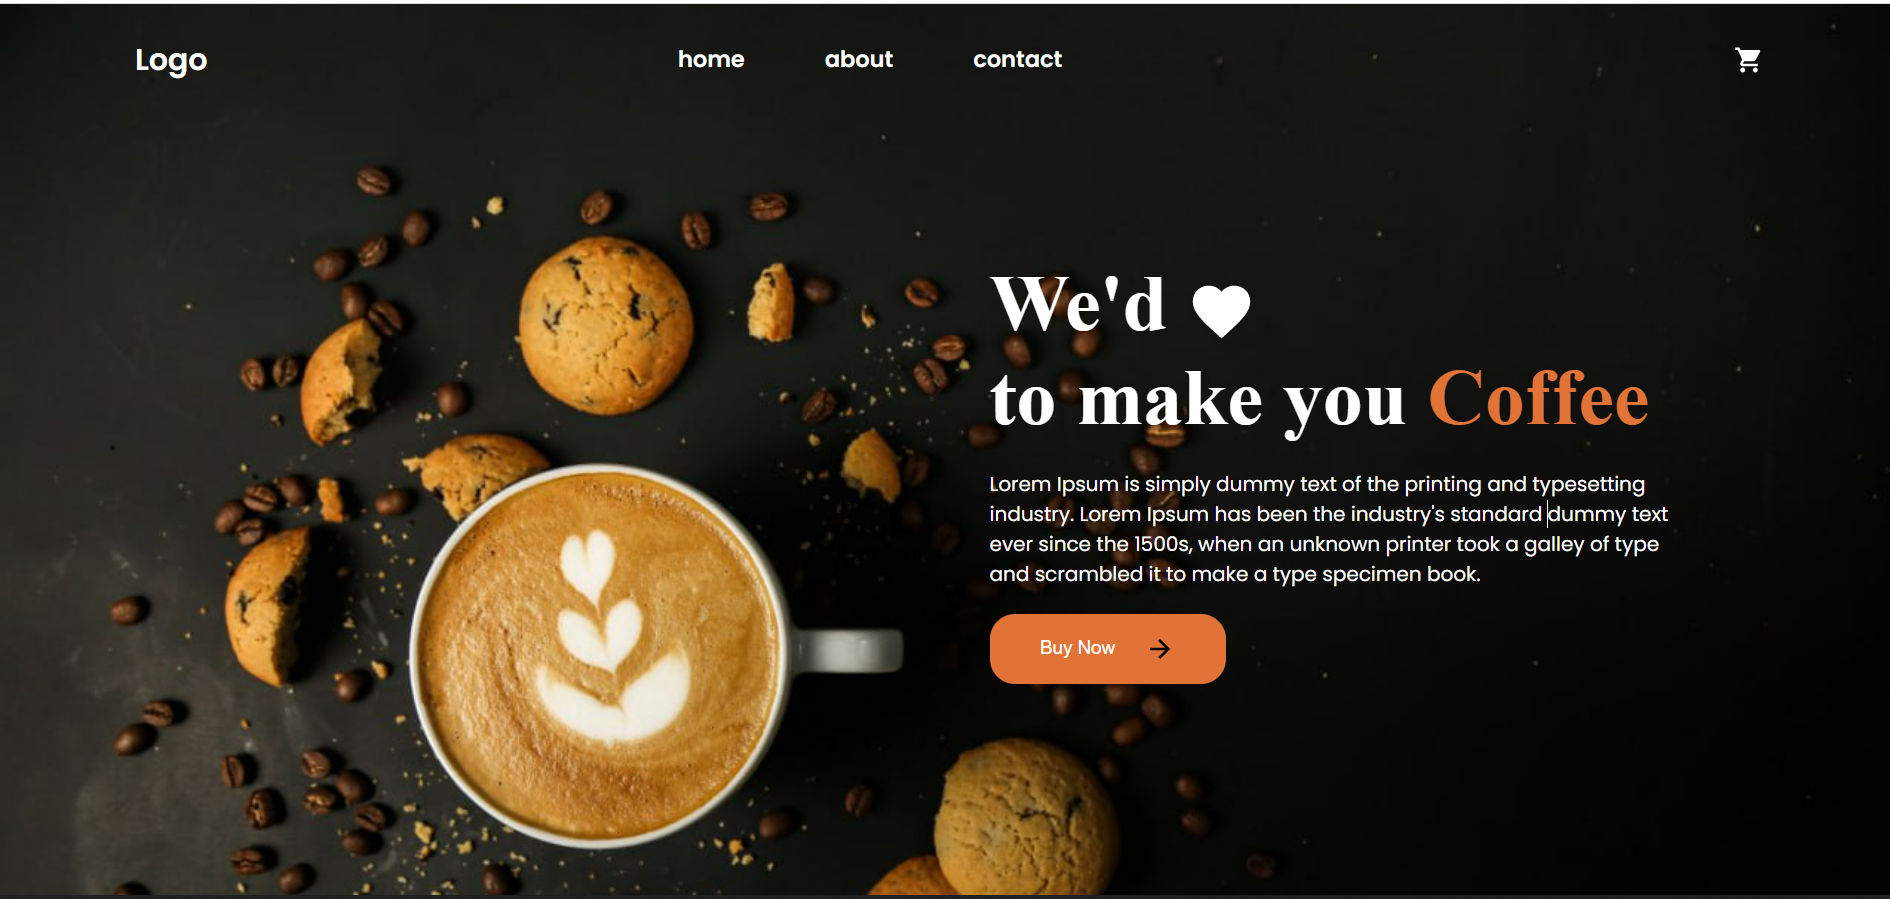 Logo
home about contact
We'd
to make you Coffee
Lorem Ipsum is simply dummy text of the printing and typesetting
industry. Lorem Ipsum has been the industry's standard dummy text
ever since the 1500s, when an unknown printer took a galley of type
and scrambled it to make a type specimen book.
Buy Now